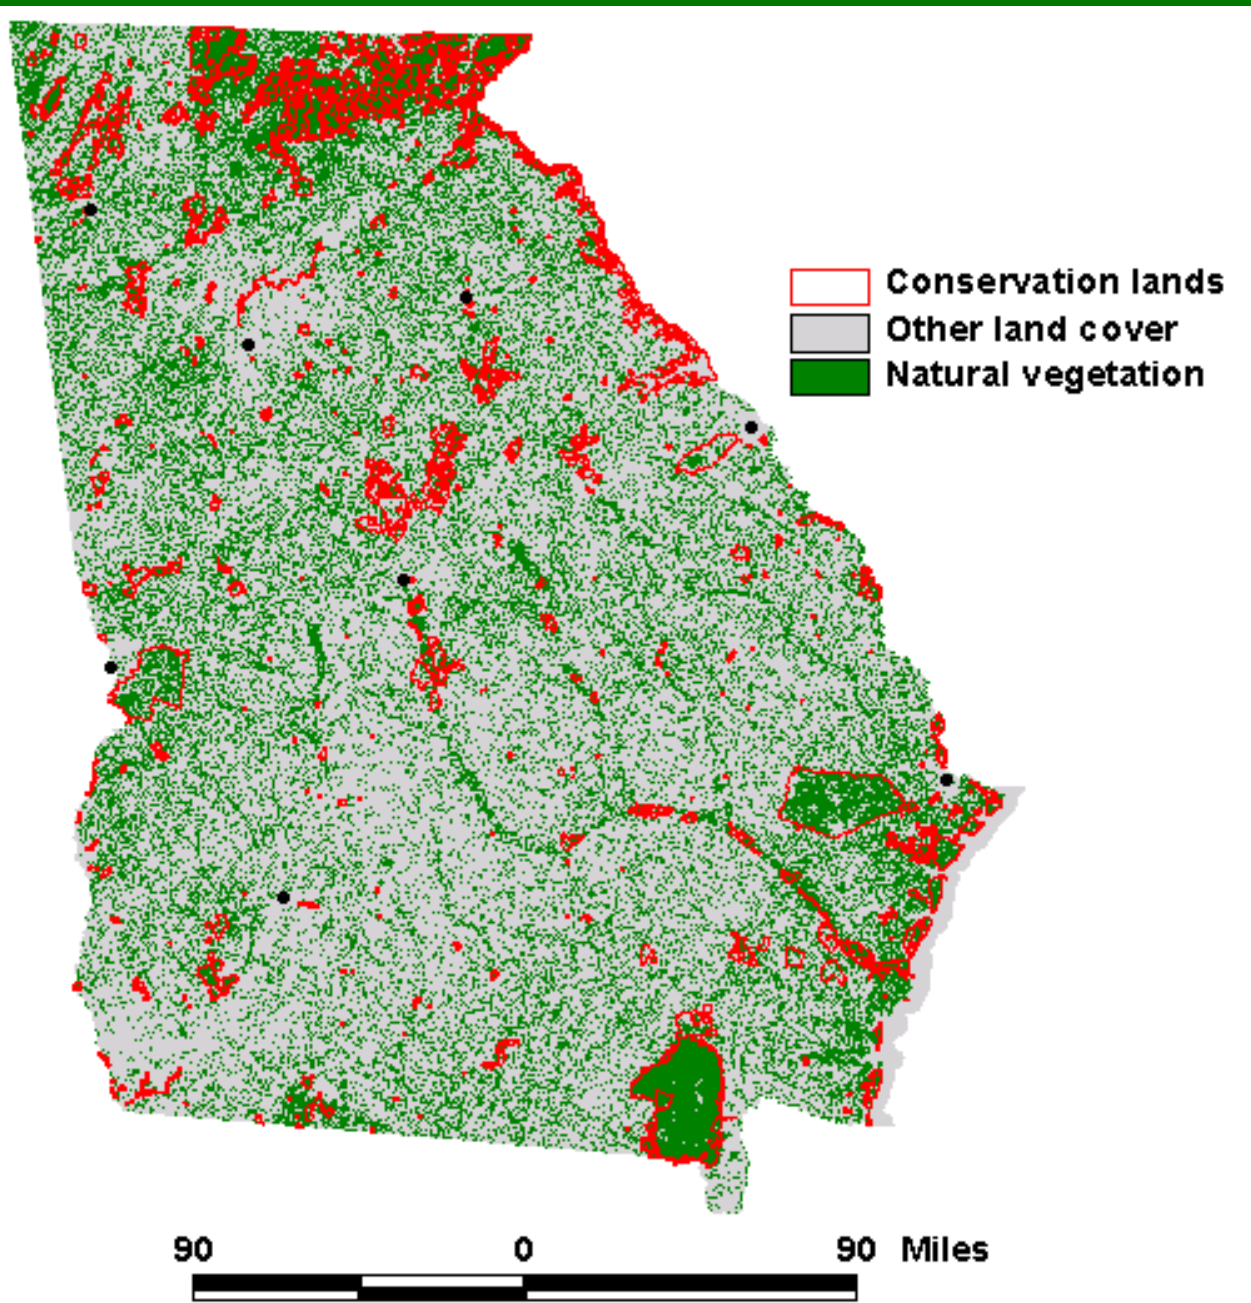 Conservation lands
Other land cover
Natural vegetation
90 0 90 Miles